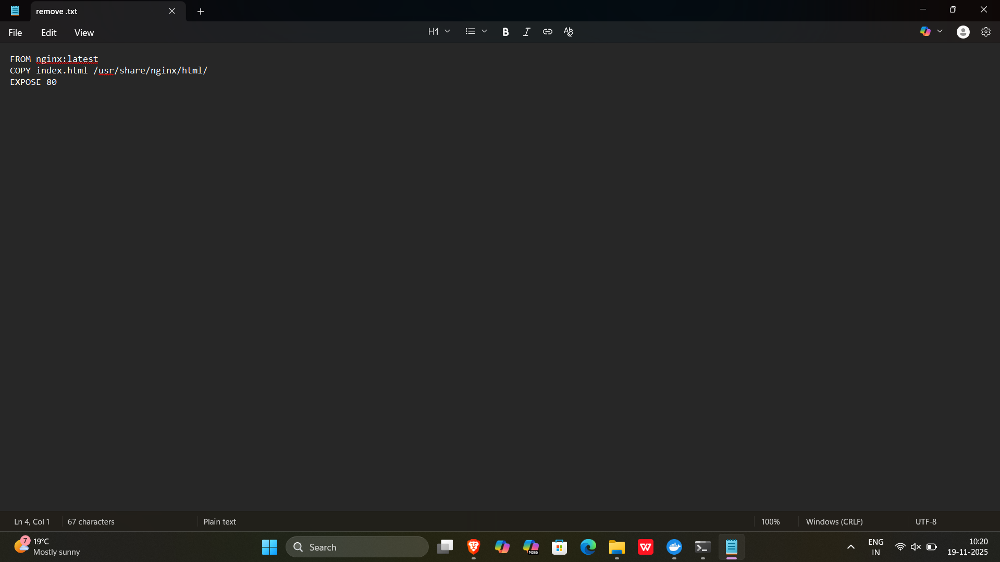 remove .txt
File Edit View H1
FROM nginx:latest
COPY index.html /usr/share/nginx/html/
EXPOSE 80
Ln 4, Col 1 67 characters Plain text 100% Windows (CRLF) UTF-8
7 19°C
Mostly sunny
Search
M365
W
ENG
IN
10:20
19-11-2025